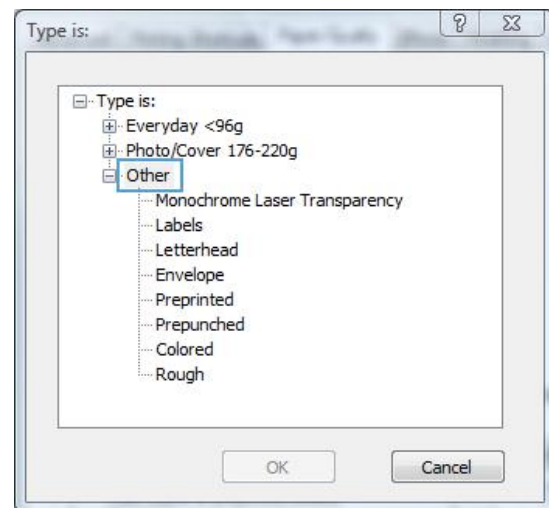 Type is:
Type is:
Everyday <96g
Photo/Cover 176-220g
Other
Monochrome Laser Transparency
Labels
Letterhead
Envelope
Preprinted
Prepunched
Colored
Rough
OK
Cancel